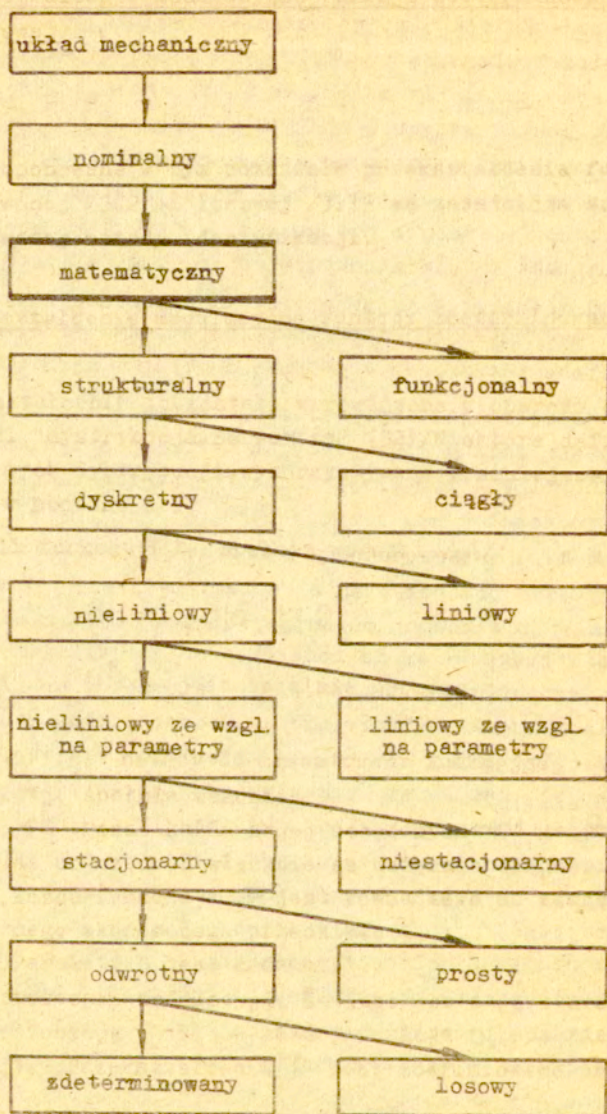 układ mechaniczny
nominalny
matematyczny
strukturalny funkcjonalny
dyskretny ciągły
nieliniowy liniowy
nieliniowy ze wzgl. liniowy ze wzgl.
na parametry na parametry
stacjonarny niestacjonarny
odwrotny prosty
zdeterminowany losowy